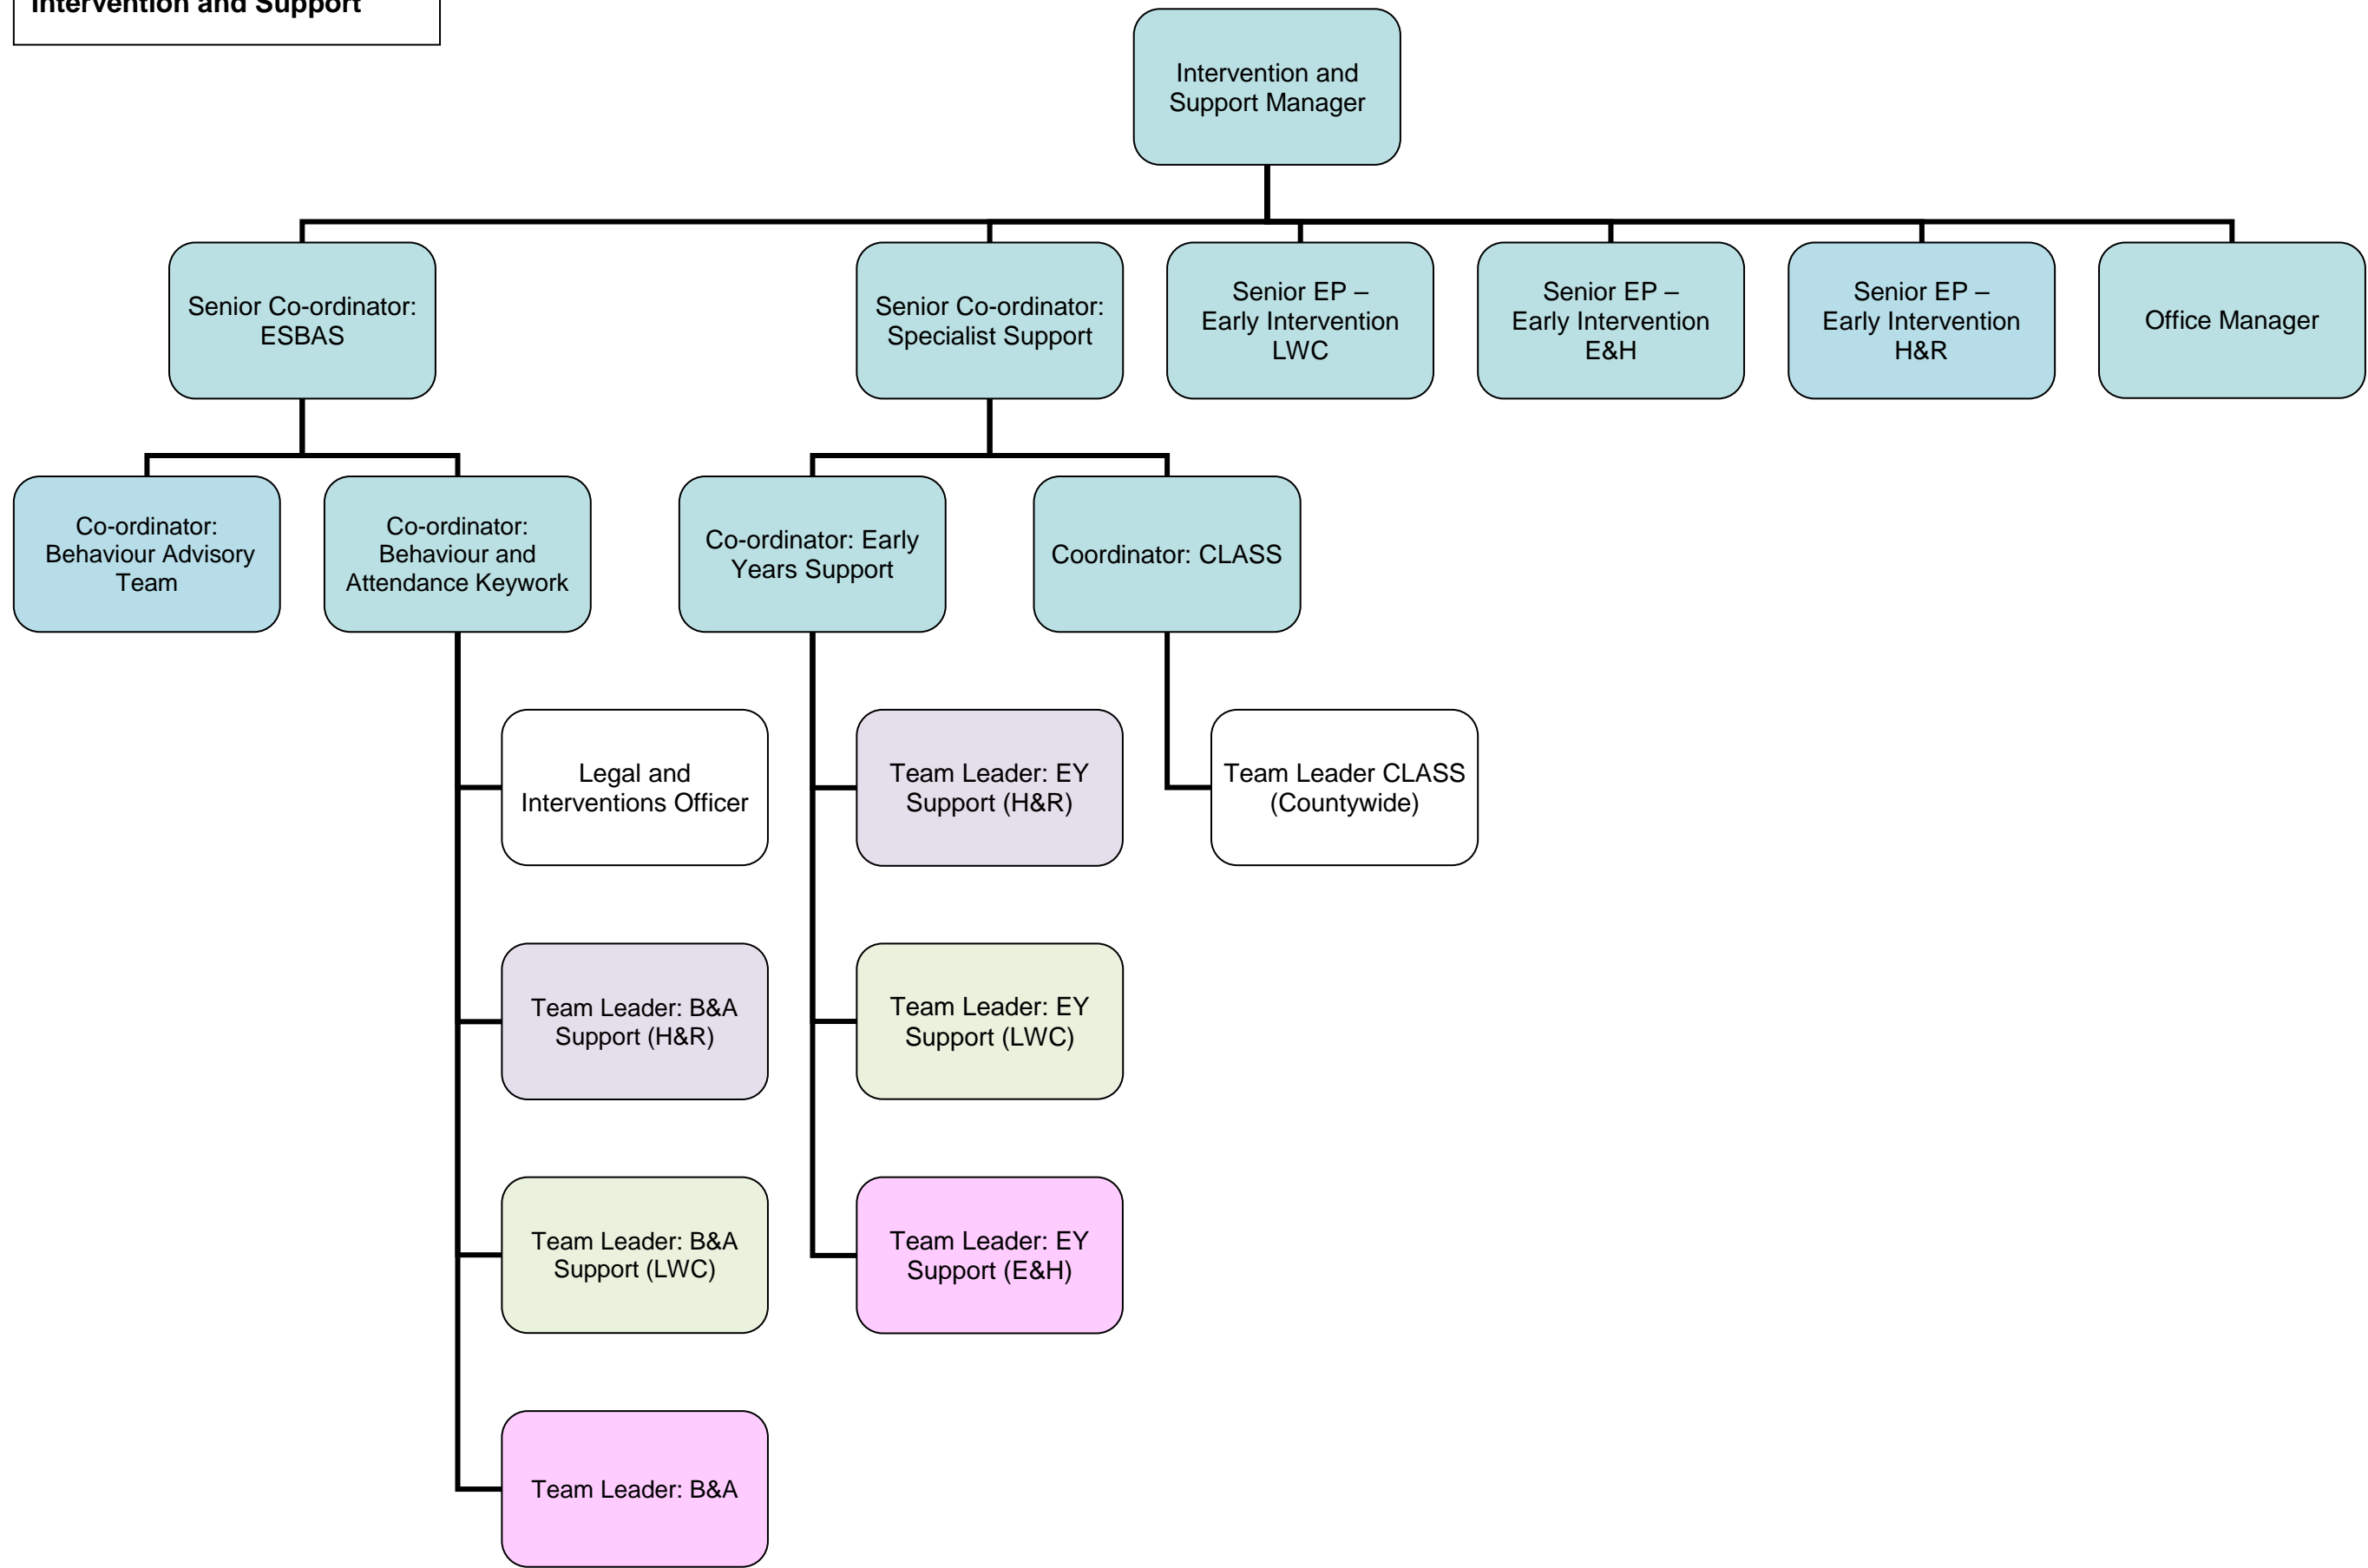 Intervention and Support
Intervention and
Support Manager
Senior Co-ordinator:
ESBAS
Senior Co-ordinator:
Specialist Support
Senior EP –
Early Intervention
LWC
Senior EP –
Early Intervention
E&H
Senior EP –
Early Intervention
H&R
Office Manager
Co-ordinator:
Behaviour Advisory
Team
Co-ordinator:
Behaviour and
Attendance Keywork
Co-ordinator: Early
Years Support
Coordinator: CLASS
Legal and
Interventions Officer
Team Leader: EY
Support (H&R)
Team Leader CLASS
(Countywide)
Team Leader: B&A
Support (H&R)
Team Leader: EY
Support (LWC)
Team Leader: B&A
Support (LWC)
Team Leader: EY
Support (E&H)
Team Leader: B&A